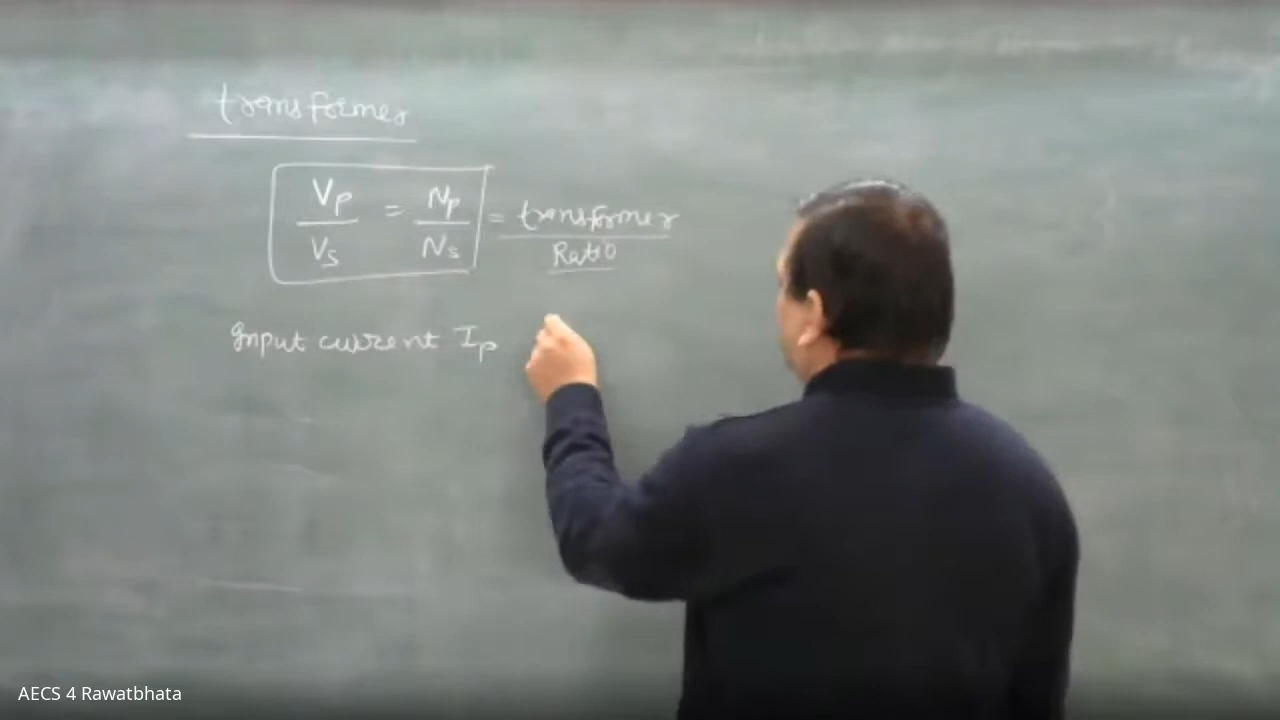 transformer
Vp / Vs = Np / Ns = transformer Ratio
Input current Ip
AECS 4 Rawatbhata